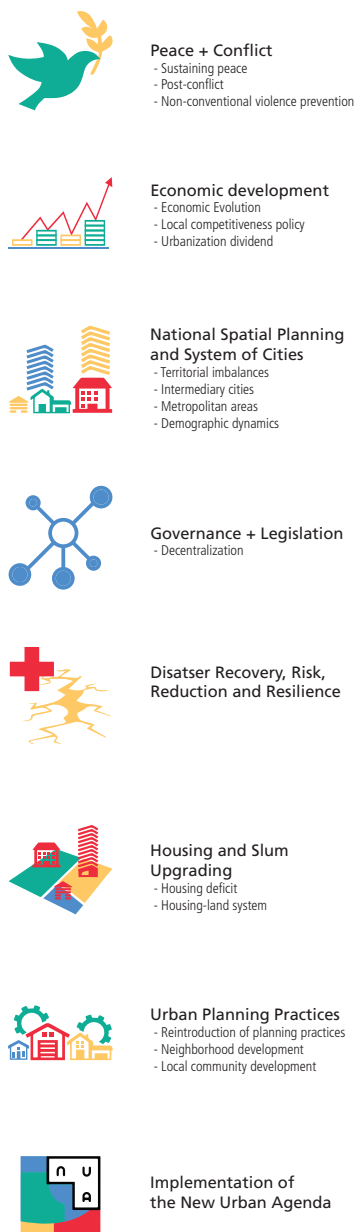 Peace + Conflict
- Sustaining peace
- Post-conflict
- Non-conventional violence prevention
Economic development
- Economic Evolution
- Local competitiveness policy
- Urbanization dividend
National Spatial Planning
and System of Cities
- Territorial imbalances
- Intermediary cities
- Metropolitan areas
- Demographic dynamics
Governance + Legislation
- Decentralization
Disatser Recovery, Risk,
Reduction and Resilience
Housing and Slum
Upgrading
- Housing deficit
- Housing-land system
Urban Planning Practices
- Reintroduction of planning practices
- Neighborhood development
- Local community development
N U
A
Implementation of
the New Urban Agenda